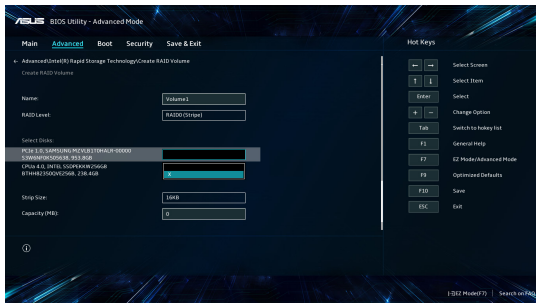 ASUS BIOS Utility - Advanced Mode
Main Advanced Boot Security Save & Exit
Hot Keys
← Advanced\Intel(R) Rapid Storage Technology\Create RAID Volume
Create RAID Volume
Name: Volume1
RAID Level: RAID0 (Stripe)
Select Disks:
PCIe 1.0, SAMSUNG MZVLB1T0HALR-00000
S3W6NF0K505638, 953.8GB
CPUa 4.0, INTEL SSDPEKKW256G8
BTHH82350QVE256B, 238.4GB
X
Strip Size: 16KB
Capacity (MB): 0
← → Select Screen
↑ ↓ Select Item
Enter Select
+ − Change Option
Tab Switch to hokey list
F1 General Help
F7 EZ Mode/Advanced Mode
F9 Optimized Defaults
F10 Save
ESC Exit
EZ Mode(F7) | Search on FAQ